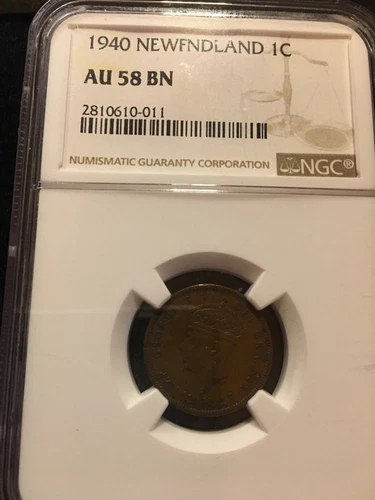 1940 NEWFNDLAND 1C
AU 58 BN
2810610-011
NUMISMATIC GUARANTY CORPORATION NGC®